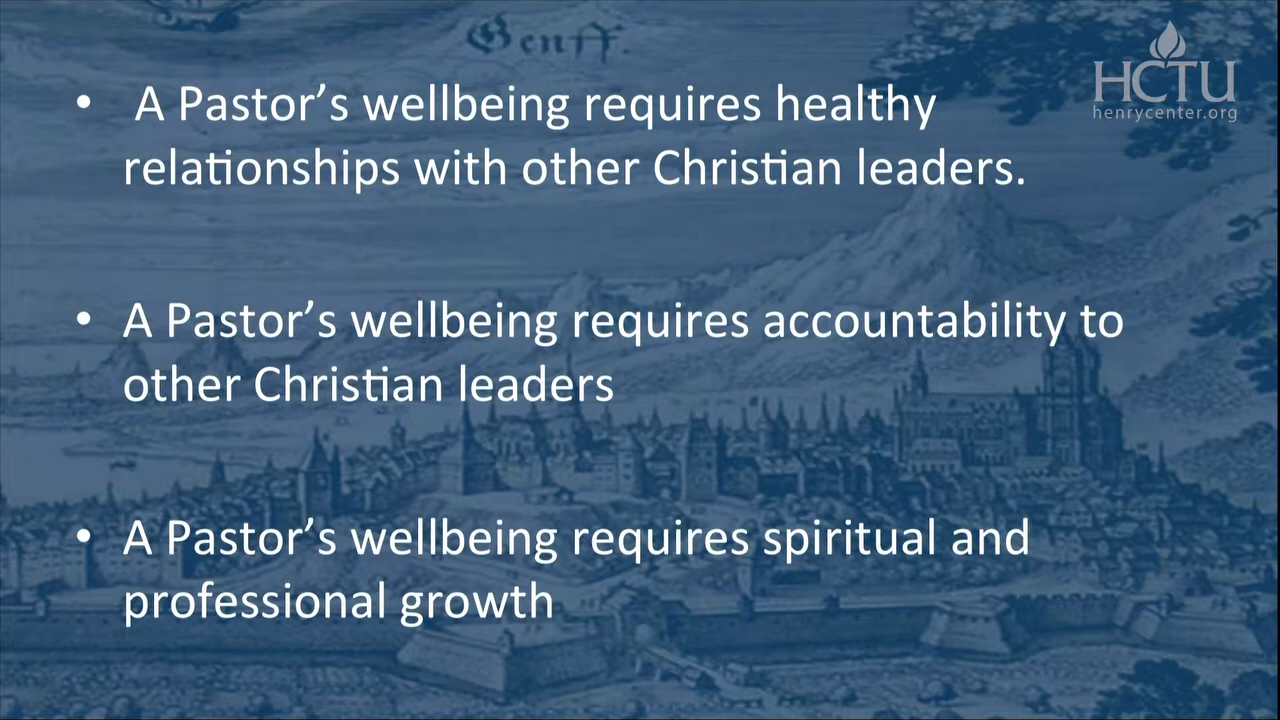 Genff.
HCTU
henrycenter.org
• A Pastor’s wellbeing requires healthy
relationships with other Christian leaders.
• A Pastor’s wellbeing requires accountability to
other Christian leaders
• A Pastor’s wellbeing requires spiritual and
professional growth